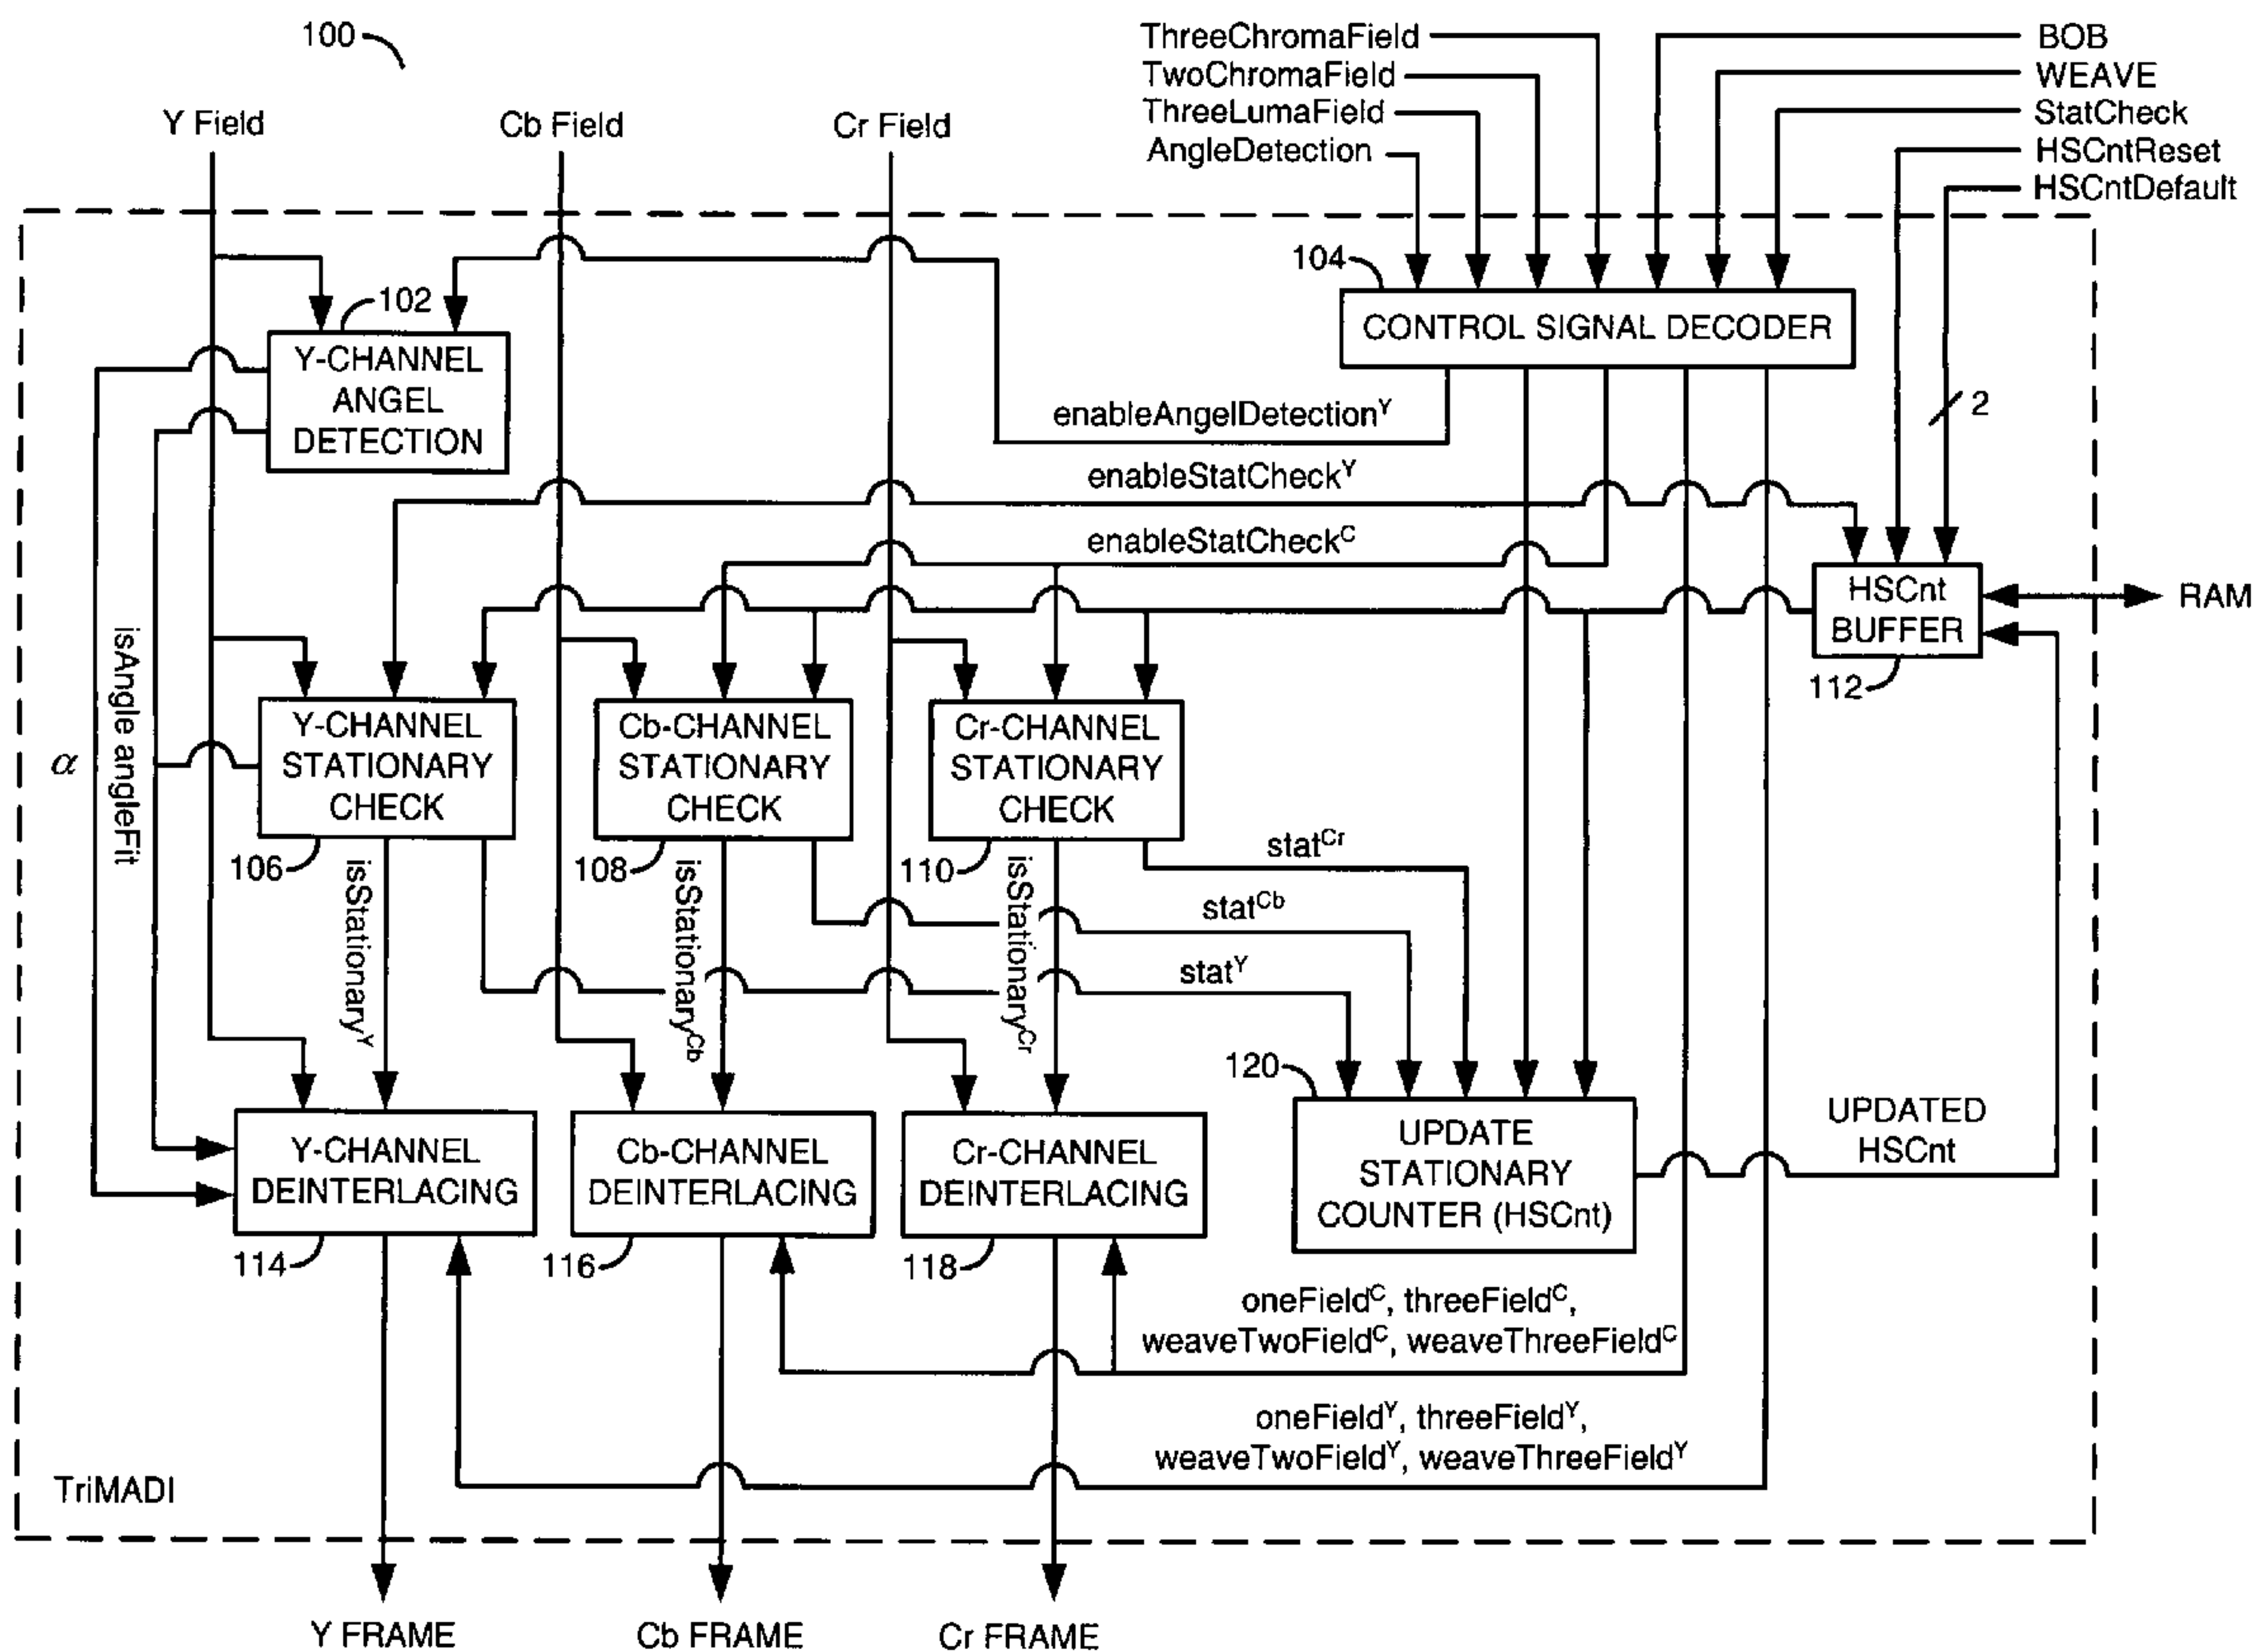 100
ThreeChromaField
TwoChromaField
ThreeLumaField
AngleDetection
BOB
WEAVE
StatCheck
HSCntReset
HSCntDefault
Y Field
Cb Field
Cr Field
104
CONTROL SIGNAL DECODER
102
Y-CHANNEL
ANGEL
DETECTION
2
enableAngelDetectionY
enableStatCheckY
enableStatCheckC
HSCnt
BUFFER
112
RAM
α
isAngle angleFit
Y-CHANNEL
STATIONARY
CHECK
106
Cb-CHANNEL
STATIONARY
CHECK
108
Cr-CHANNEL
STATIONARY
CHECK
110
isStationaryY
isStationaryCb
isStationaryCr
statCr
statCb
statY
120
UPDATE
STATIONARY
COUNTER (HSCnt)
UPDATED
HSCnt
Y-CHANNEL
DEINTERLACING
114
Cb-CHANNEL
DEINTERLACING
116
Cr-CHANNEL
DEINTERLACING
118
oneFieldC, threeFieldC,
weaveTwoFieldC, weaveThreeFieldC
oneFieldY, threeFieldY,
weaveTwoFieldY, weaveThreeFieldY
TriMADI
Y FRAME
Cb FRAME
Cr FRAME